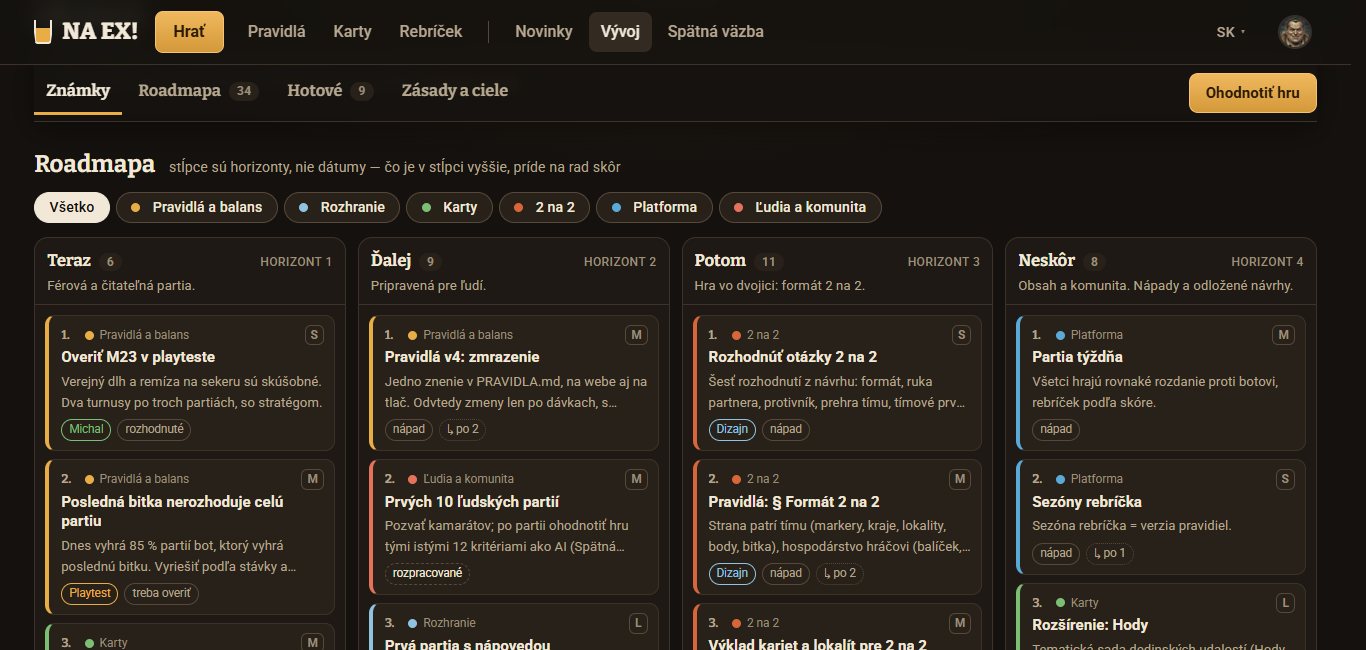 NA EX!
Hrať
Pravidlá
Karty
Rebríček
Novinky
Vývoj
Spätná väzba
SK
Známky
Roadmapa 34
Hotové 9
Zásady a ciele
Ohodnotiť hru
Roadmapa stĺpce sú horizonty, nie dátumy — čo je v stĺpci vyššie, príde na rad skôr
Všetko
Pravidlá a balans
Rozhranie
Karty
2 na 2
Platforma
Ľudia a komunita
Teraz 6 HORIZONT 1
Férová a čitateľná partia.
1. Pravidlá a balans S
Overiť M23 v playteste
Verejný dlh a remíza na sekeru sú skúšobné.
Dva turnusy po troch partiách, so stratégom.
Michal rozhodnuté
2. Pravidlá a balans M
Posledná bitka nerozhoduje celú
partiu
Dnes vyhrá 85 % partií bot, ktorý vyhrá
poslednú bitku. Vyriešiť podľa stávky a…
Playtest treba overiť
3. Karty M
Ďalej 9 HORIZONT 2
Pripravená pre ľudí.
1. Pravidlá a balans M
Pravidlá v4: zmrazenie
Jedno znenie v PRAVIDLA.md, na webe aj na
tlač. Odvtedy zmeny len po dávkach, s…
nápad ↳ po 2
2. Ľudia a komunita M
Prvých 10 ľudských partií
Pozvať kamarátov; po partii ohodnotiť hru
tými istými 12 kritériami ako AI (Spätná…
rozpracované
3. Rozhranie L
Prvá partia s nápovedou
Potom 11 HORIZONT 3
Hra vo dvojici: formát 2 na 2.
1. 2 na 2 S
Rozhodnúť otázky 2 na 2
Šesť rozhodnutí z návrhu: formát, ruka
partnera, protivník, prehra tímu, tímové prv…
Dizajn nápad
2. 2 na 2 M
Pravidlá: § Formát 2 na 2
Strana patrí tímu (markery, kraje, lokality,
body, bitka), hospodárstvo hráčovi (balíček,…
Dizajn nápad ↳ po 2
3. 2 na 2 M
Výklad kariet a lokalít pre 2 na 2
Neskôr 8 HORIZONT 4
Obsah a komunita. Nápady a odložené návrhy.
1. Platforma M
Partia týždňa
Všetci hrajú rovnaké rozdanie proti botovi,
rebríček podľa skóre.
nápad
2. Platforma S
Sezóny rebríčka
Sezóna rebríčka = verzia pravidiel.
nápad ↳ po 1
3. Karty L
Rozšírenie: Hody
Tematická sada dedinských udalostí (Hody,